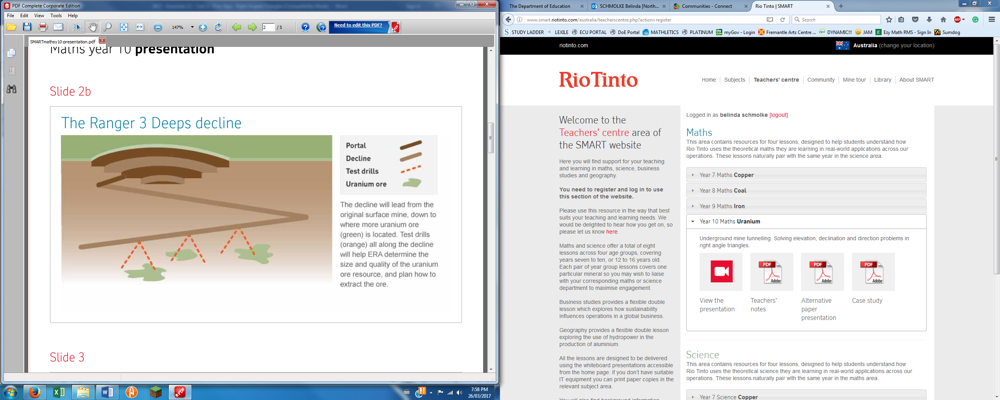 PDF Complete Corporate Edition
File Edit View Tools Help
147% 2 / 5 Need to edit this PDF?
SMARTmathsy10-presentation.pdf
Maths year 10 presentation
Slide 2b
The Ranger 3 Deeps decline
Portal
Decline
Test drills
Uranium ore
The decline will lead from the
original surface mine, down to
where more uranium ore
(green) is located. Test drills
(orange) all along the decline
will help ERA determine the
size and quality of the uranium
ore resource, and plan how to
extract the ore.
Slide 3
7:58 PM
26/03/2017
The Department of Education
SCHMOLKE Belinda [North...
Communities - Connect
Rio Tinto | SMART
www.smart.riotinto.com/australia/teacherscentre.php?action=register
Search
ABP
STUDY LADDER LEXILE ECU PORTAL DoE Portal MATHLETICS PLATINUM myGov - Login Fremantle Arts Centre ... DWT DYNAMIC!!! JAM Ezy Math RMS - Sign In Sumdog
riotinto.com
Australia (change your location)
RioTinto
Home Subjects Teachers' centre Community Mine tour Library About SMART
Welcome to the
Teachers' centre area of
the SMART website
Here you will find support for your teaching
and learning in maths, science, business
studies and geography.
You need to register and log in to use
this section of the website.
Please use this resource in the way that best
suits your teaching and learning needs. We
would be delighted to hear how you get on, so
please let us know here.
Maths and science offer a total of eight
lessons across four age groups, covering
years seven to ten, or 12 to 16 years old.
Each pair of year group lessons covers one
particular mineral so you may wish to liaise
with your corresponding maths or science
department to maximise engagement.
Business studies provides a flexible double
lesson which explores how sustainability
influences operations in a global business.
Geography provides a flexible double lesson
exploring the use of hydropower in the
production of aluminium.
All the lessons are designed to be delivered
using the whiteboard presentations accessible
from the home page. If you don't have suitable
IT equipment you can print paper copies in the
relevant subject area.
You will also find background information
Logged in as belinda schmolke [logout]
Maths
This area contains resources for four lessons, designed to help students understand how
Rio Tinto uses the theoretical maths they are learning in real-world applications across our
operations. These lessons naturally pair with the same year in the science area.
Year 7 Maths Copper
Year 8 Maths Coal
Year 9 Maths Iron
Year 10 Maths Uranium
Underground mine tunnelling. Solving elevation, declination and direction problems in
right angle triangles.
PDF Adobe
PDF Adobe
PDF Adobe
View the
presentation
Teachers'
notes
Alternative
paper
presentation
Case study
Science
This area contains resources for four lessons, designed to help students understand how
Rio Tinto uses the theoretical science they are learning in real-world applications across our
operations. These lessons naturally pair with the same year in the maths area.
Year 7 Science Copper